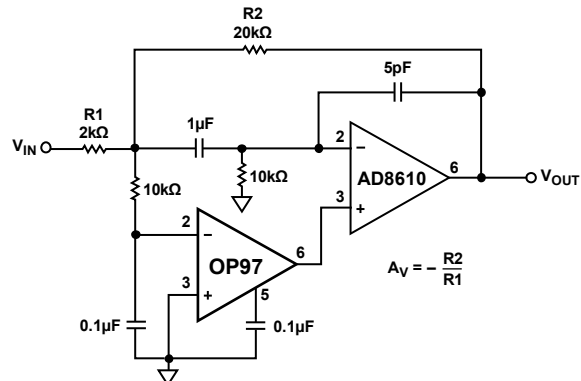 R2
20kΩ
5pF
R1
2kΩ
V_IN
1µF
2
−
10kΩ
AD8610
6
V_OUT
10kΩ
3
+
2
−
6
OP97
A_V = − R2/R1
3
+
5
0.1µF
0.1µF